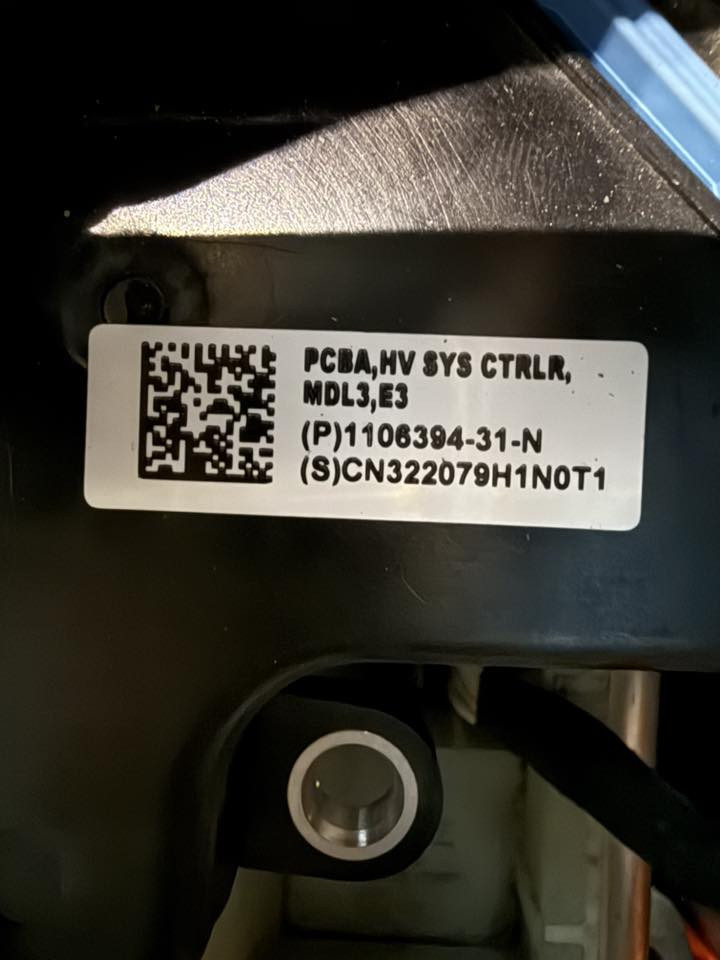 PCBA,HV SYS CTRLR,
MDL3,E3
(P)1106394-31-N
(S)CN322079H1N0T1